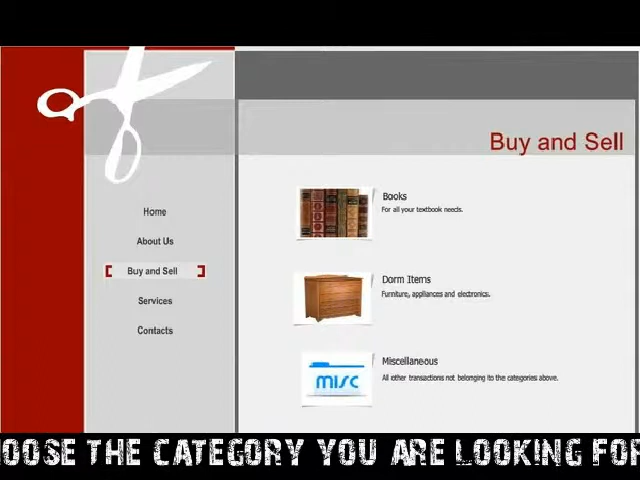 Buy and Sell
Home
About Us
Buy and Sell
Services
Contacts
Books
For all your textbook needs.
Dorm Items
Furniture, appliances and electronics.
Miscellaneous
All other transactions not belonging to the categories above.
misc
OOSE THE CATEGORY YOU ARE LOOKING FOR